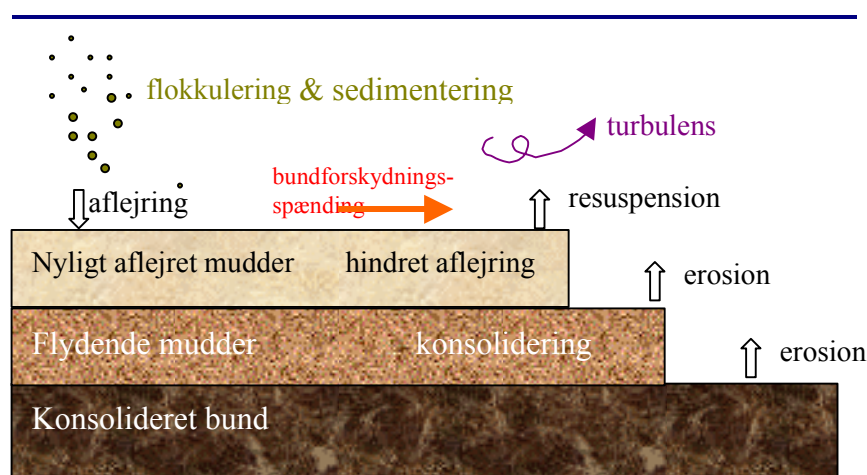 flokkulering & sedimentering
turbulens
bundforskydnings-
spænding
aflejring
resuspension
Nyligt aflejret mudder hindret aflejring
erosion
Flydende mudder konsolidering
erosion
Konsolideret bund